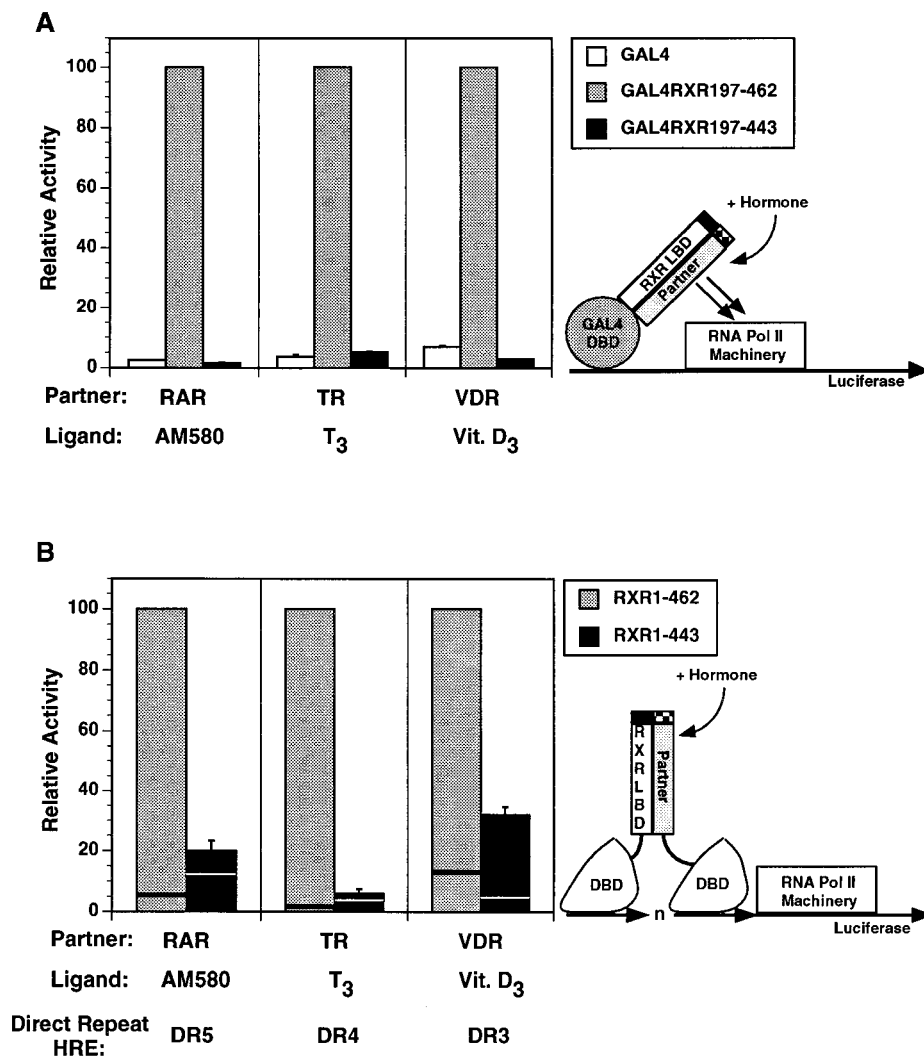 A
100
80
60
40
20
0
Relative Activity
GAL4
GAL4RXR197-462
GAL4RXR197-443
+ Hormone
RXR LBD
Partner
GAL4
DBD
RNA Pol II
Machinery
Luciferase
Partner: RAR TR VDR
Ligand: AM580 T3 Vit. D3
B
100
80
60
40
20
0
Relative Activity
RXR1-462
RXR1-443
+ Hormone
RXR LBD
Partner
DBD
DBD
n
RNA Pol II
Machinery
Luciferase
Partner: RAR TR VDR
Ligand: AM580 T3 Vit. D3
Direct Repeat
HRE: DR5 DR4 DR3